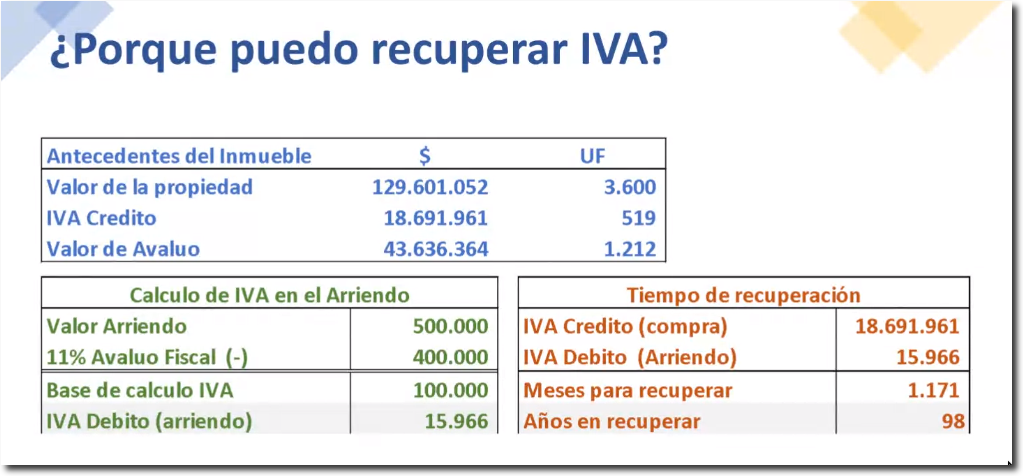 ¿Porque puedo recuperar IVA?
Antecedentes del Inmueble $ UF
Valor de la propiedad 129.601.052 3.600
IVA Credito 18.691.961 519
Valor de Avaluo 43.636.364 1.212
Calculo de IVA en el Arriendo
Valor Arriendo 500.000
11% Avaluo Fiscal (-) 400.000
Base de calculo IVA 100.000
IVA Debito (arriendo) 15.966
Tiempo de recuperación
IVA Credito (compra) 18.691.961
IVA Debito (Arriendo) 15.966
Meses para recuperar 1.171
Años en recuperar 98